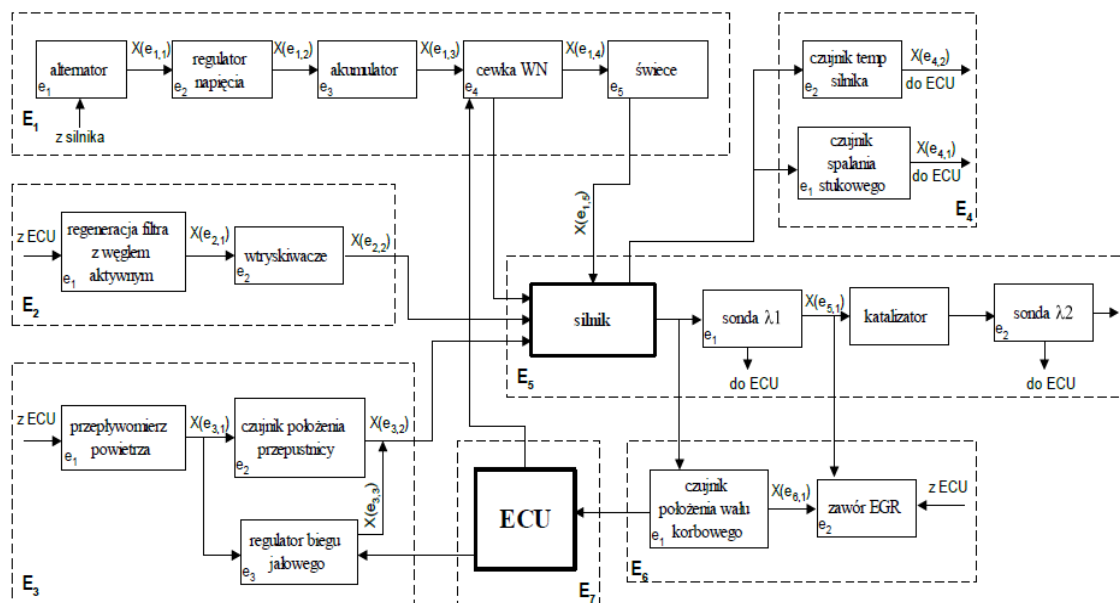 X(e1,1)
X(e1,2)
X(e1,3)
X(e1,4)
alternator
e1
regulator
napięcia
e2
akumulator
e3
cewka WN
e4
świece
e5
E1
z silnika
X(e1,5)
czujnik temp
silnika
e2
X(e4,2)
do ECU
czujnik
spalania
stukowego
e1
X(e4,1)
do ECU
E4
z ECU
regeneracja filtra
z węglem
aktywnym
e1
X(e2,1)
wtryskiwacze
e2
X(e2,2)
E2
silnik
E5
sonda λ1
e1
do ECU
X(e5,1)
katalizator
sonda λ2
e2
do ECU
z ECU
przepływomierz
powietrza
e1
X(e3,1)
czujnik położenia
przepustnicy
e2
X(e3,2)
X(e3,3)
regulator biegu
jałowego
e3
E3
ECU
E7
czujnik
położenia wału
korbowego
e1
X(e6,1)
zawór EGR
e2
z ECU
E6